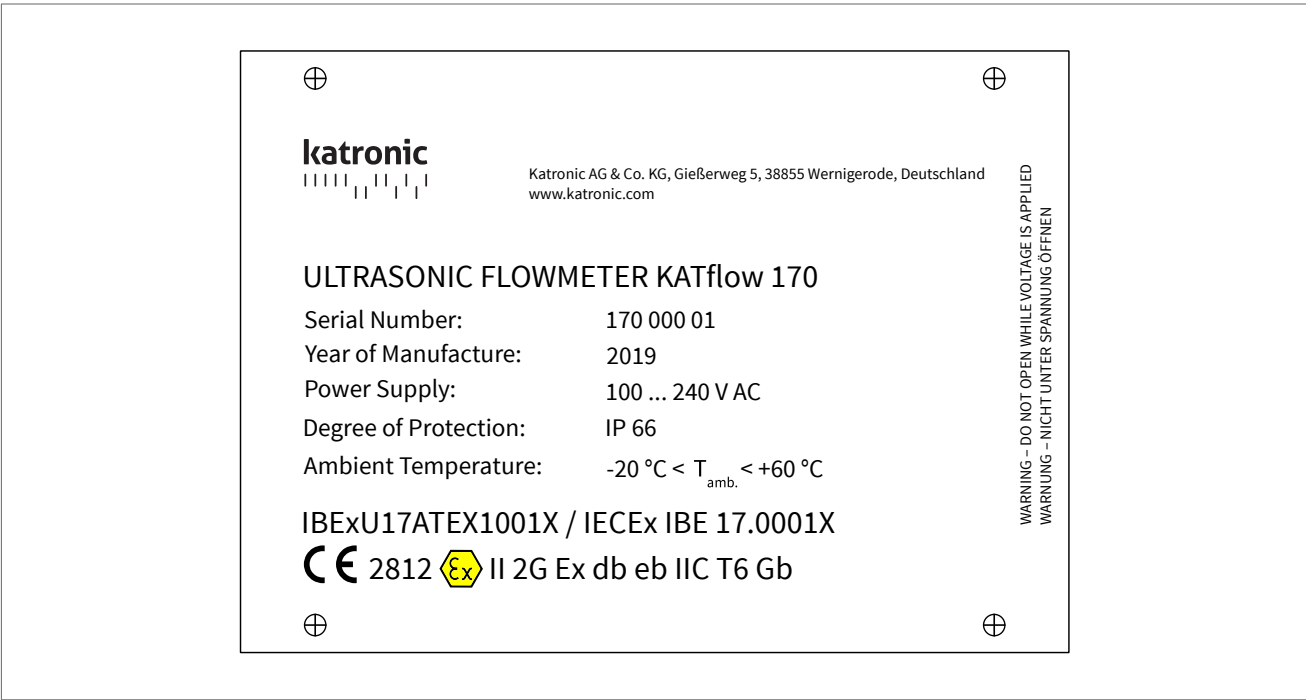 katronic
Katronic AG & Co. KG, Gießerweg 5, 38855 Wernigerode, Deutschland
www.katronic.com
ULTRASONIC FLOWMETER KATflow 170
Serial Number: 170 000 01
Year of Manufacture: 2019
Power Supply: 100 ... 240 V AC
Degree of Protection: IP 66
Ambient Temperature: -20 °C < Tamb. < +60 °C
IBExU17ATEX1001X / IECEx IBE 17.0001X
CE 2812 Ex II 2G Ex db eb IIC T6 Gb
WARNING – DO NOT OPEN WHILE VOLTAGE IS APPLIED
WARNUNG – NICHT UNTER SPANNUNG ÖFFNEN